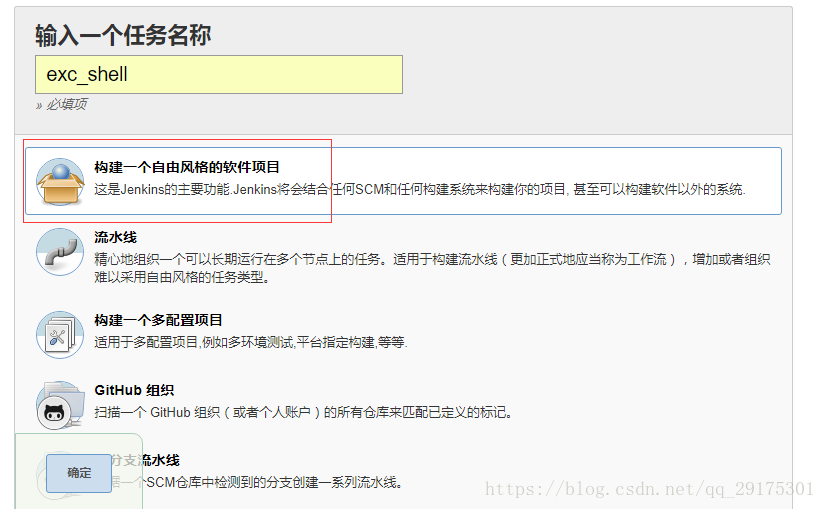 输入一个任务名称
exc_shell
» 必填项
构建一个自由风格的软件项目
这是Jenkins的主要功能.Jenkins将会结合任何SCM和任何构建系统来构建你的项目, 甚至可以构建软件以外的系统.
流水线
精心地组织一个可以长期运行在多个节点上的任务。适用于构建流水线（更加正式地应当称为工作流），增加或者组织
难以采用自由风格的任务类型。
构建一个多配置项目
适用于多配置项目,例如多环境测试,平台指定构建,等等.
GitHub 组织
扫描一个 GitHub 组织（或者个人账户）的所有仓库来匹配已定义的标记。
分支流水线
确定
一个SCM仓库中检测到的分支创建一系列流水线。
https://blog.csdn.net/qq_29175301